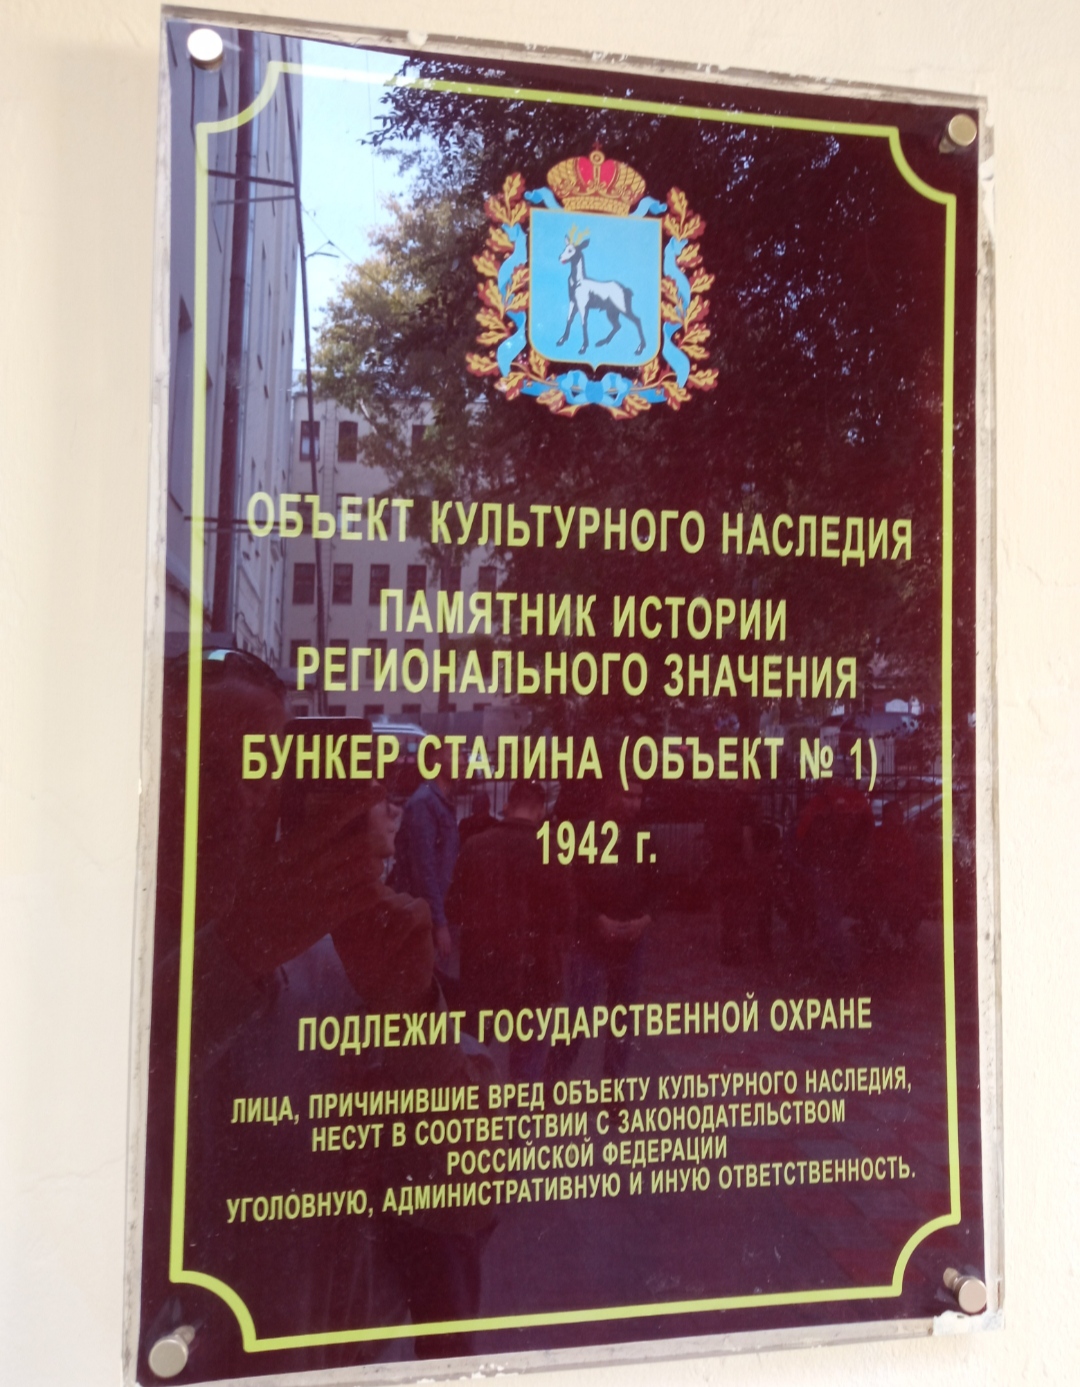 ОБЪЕКТ КУЛЬТУРНОГО НАСЛЕДИЯ
ПАМЯТНИК ИСТОРИИ
РЕГИОНАЛЬНОГО ЗНАЧЕНИЯ
БУНКЕР СТАЛИНА (ОБЪЕКТ № 1)
1942 г.
ПОДЛЕЖИТ ГОСУДАРСТВЕННОЙ ОХРАНЕ
ЛИЦА, ПРИЧИНИВШИЕ ВРЕД ОБЪЕКТУ КУЛЬТУРНОГО НАСЛЕДИЯ,
НЕСУТ В СООТВЕТСТВИИ С ЗАКОНОДАТЕЛЬСТВОМ
РОССИЙСКОЙ ФЕДЕРАЦИИ
УГОЛОВНУЮ, АДМИНИСТРАТИВНУЮ И ИНУЮ ОТВЕТСТВЕННОСТЬ.